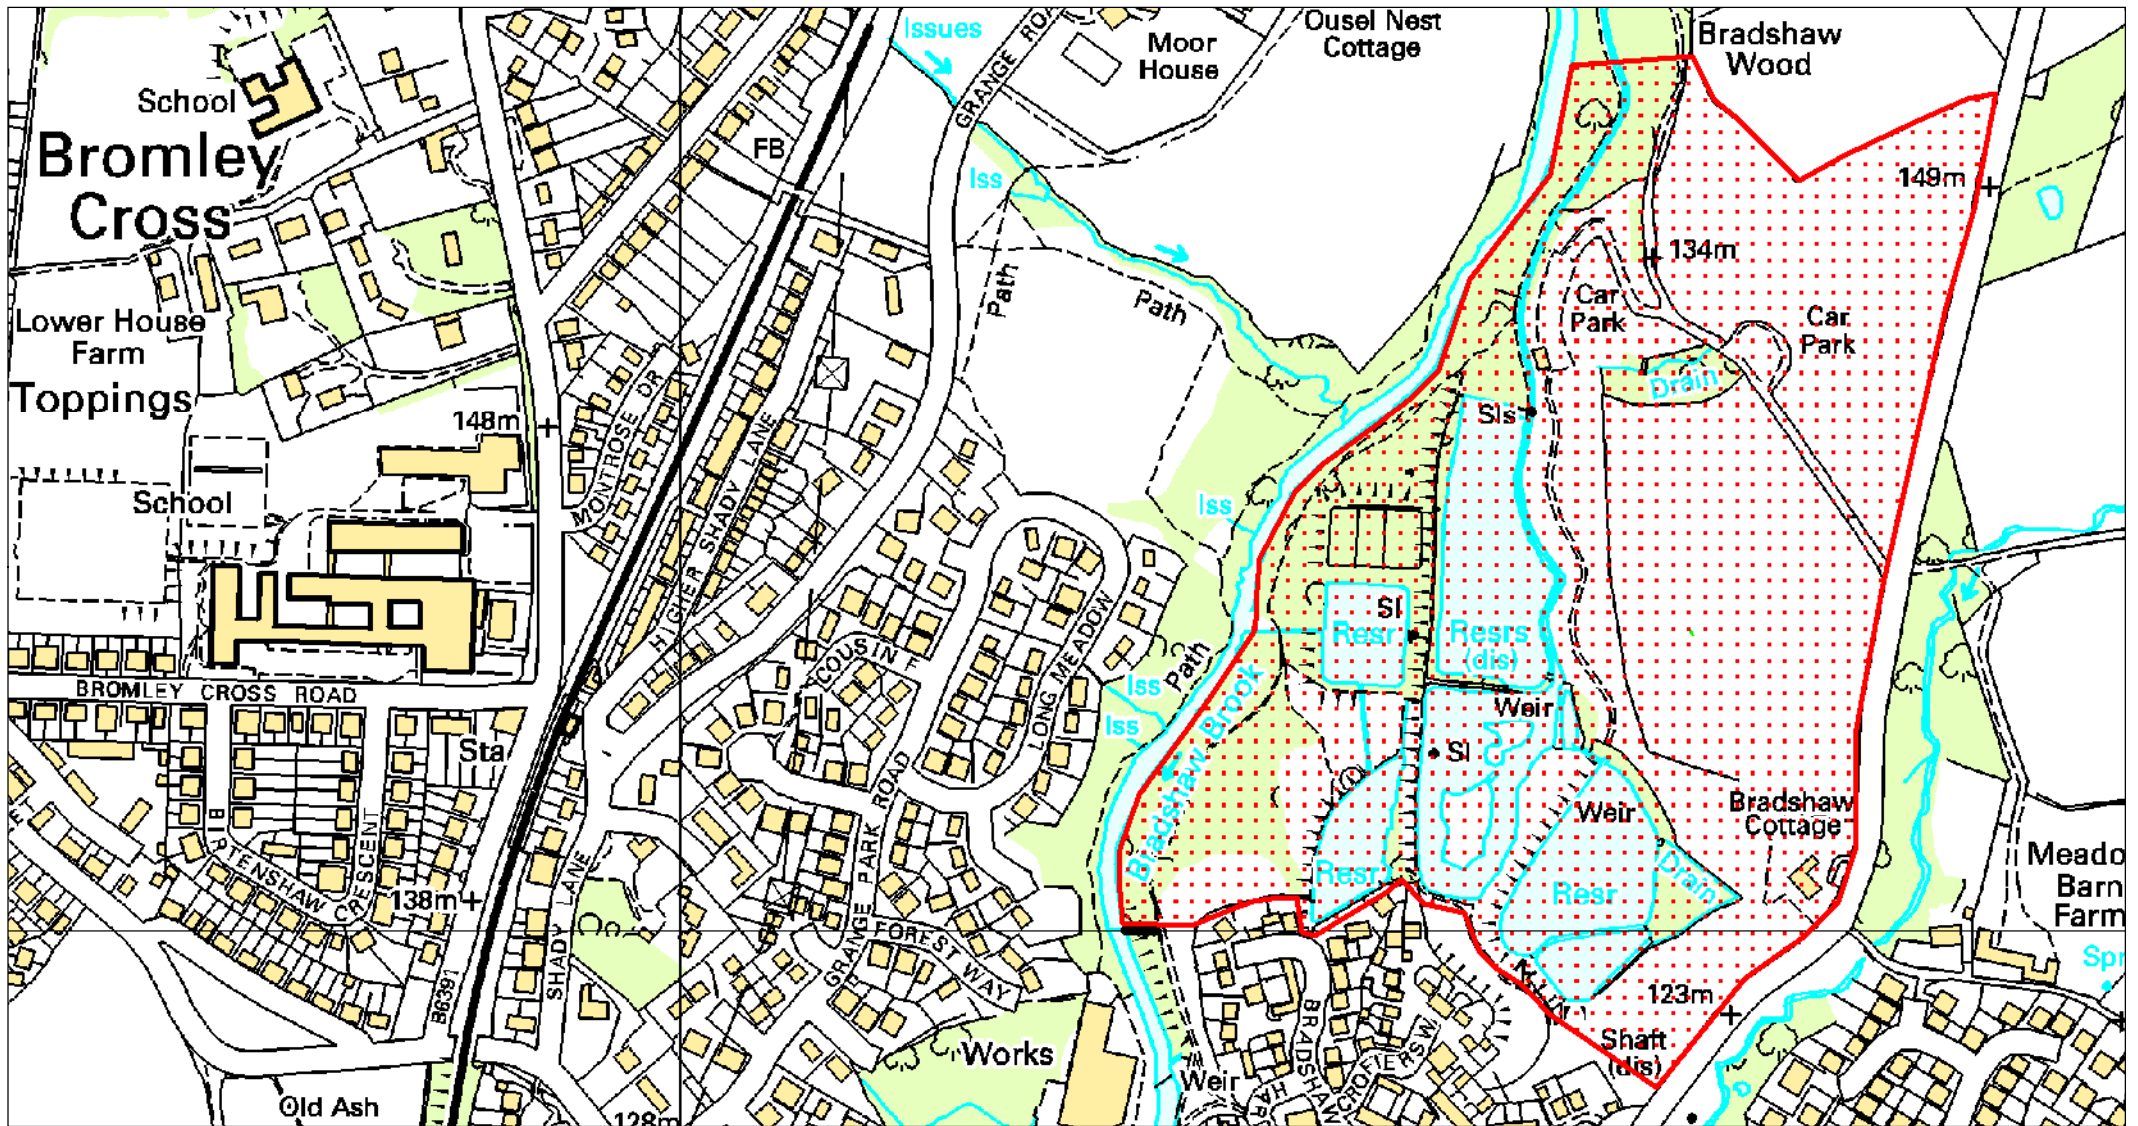 Issues
GRANGE ROA
Moor
House
Ousel Nest
Cottage
Bradshaw
Wood
School
Bromley
Cross
FB
Iss
149m
134m
Path
Path
Car
Park
Car
Park
Lower House
Farm
Toppings
Drain
148m
MONTROSE DR
HIGHER SHADY LANE
Sls
School
Iss
Sl
Resr
Resrs
(dis)
COUSIN F
LONG MEADOW
Path
Iss
Iss
BROMLEY CROSS ROAD
Weir
Sta
Sl
Bradshaw Brook
GRANGE PARK ROAD
Weir
Bradshaw
Cottage
BIRTENSHAW CRESCENT
Resr
Resr
Drain
Meado
Barn
Farm
138m
SHADY LANE
FOREST WAY
Spr
B6391
123m
Shaft
(dis)
Works
Weir
BRADSHAW
CROFTERS W
HAR
Old Ash
128m